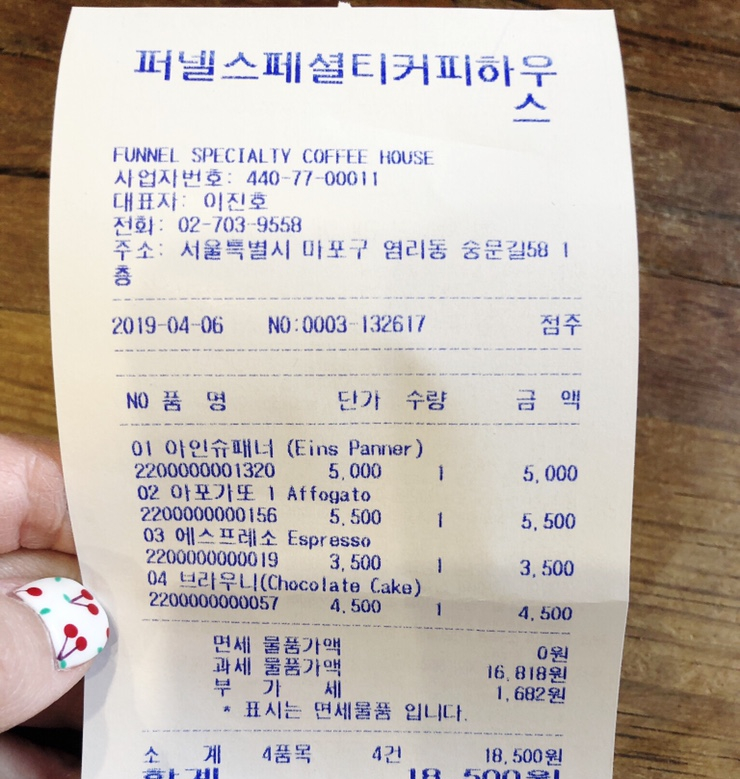 퍼넬스페셜티커피하우
스
FUNNEL SPECIALTY COFFEE HOUSE
사업자번호: 440-77-00011
대표자: 이진호
전화: 02-703-9558
주소: 서울특별시 마포구 염리동 숭문길58 1
층
2019-04-06 NO:0003-132617 점주
NO 품 명 단가 수량 금 액
01 아인슈패너 (Eins Panner)
2200000001320 5,000 1 5,000
02 아포가또 1 Affogato
2200000000156 5,500 1 5,500
03 에스프레소 Espresso
2200000000019 3,500 1 3,500
04 브라우니(Chocolate Cake)
2200000000057 4,500 1 4,500
면세 물품가액 0원
과세 물품가액 16,818원
부 가 세 1,682원
* 표시는 면세물품 입니다.
소 계 4품목 4건 18,500원
합계 18,500원